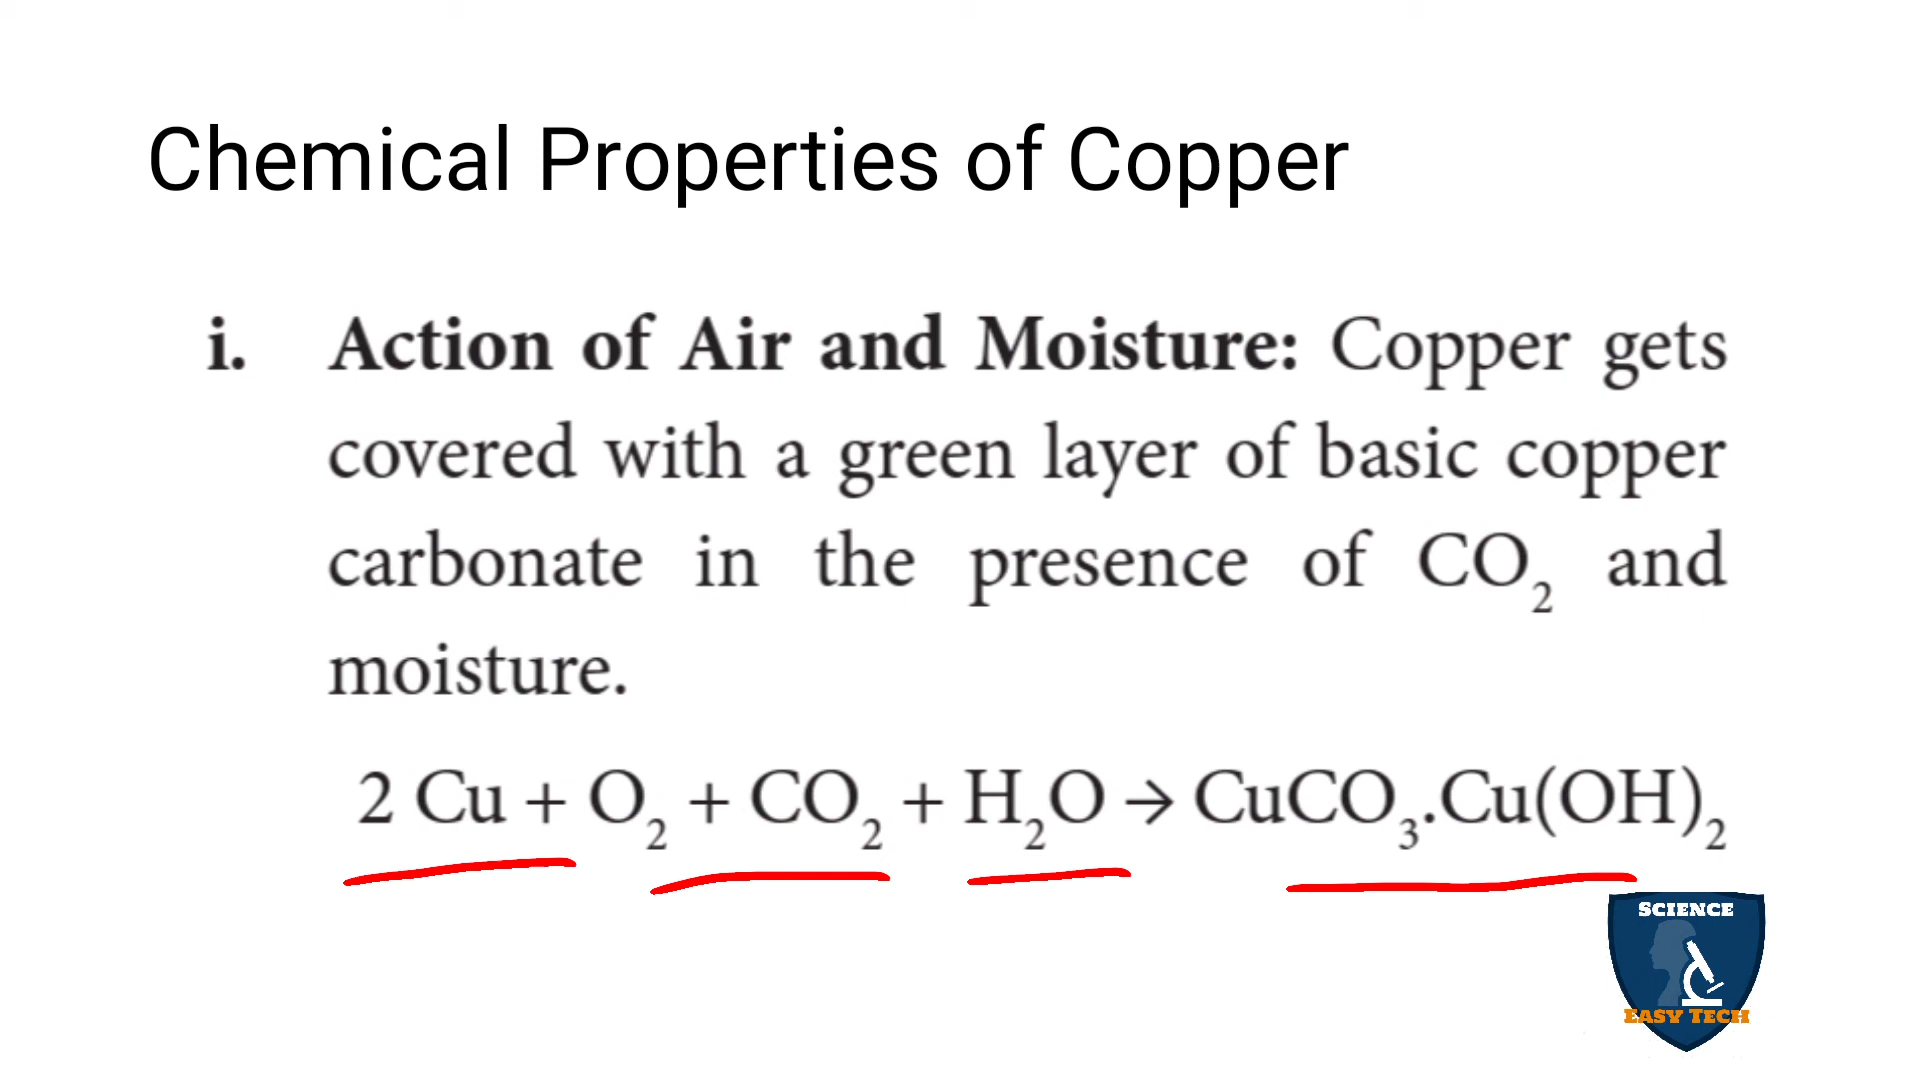 Chemical Properties of Copper
i. Action of Air and Moisture: Copper gets
covered with a green layer of basic copper
carbonate in the presence of CO₂ and
moisture.
2 Cu + O₂ + CO₂ + H₂O → CuCO₃.Cu(OH)₂
SCIENCE
EASY TECH